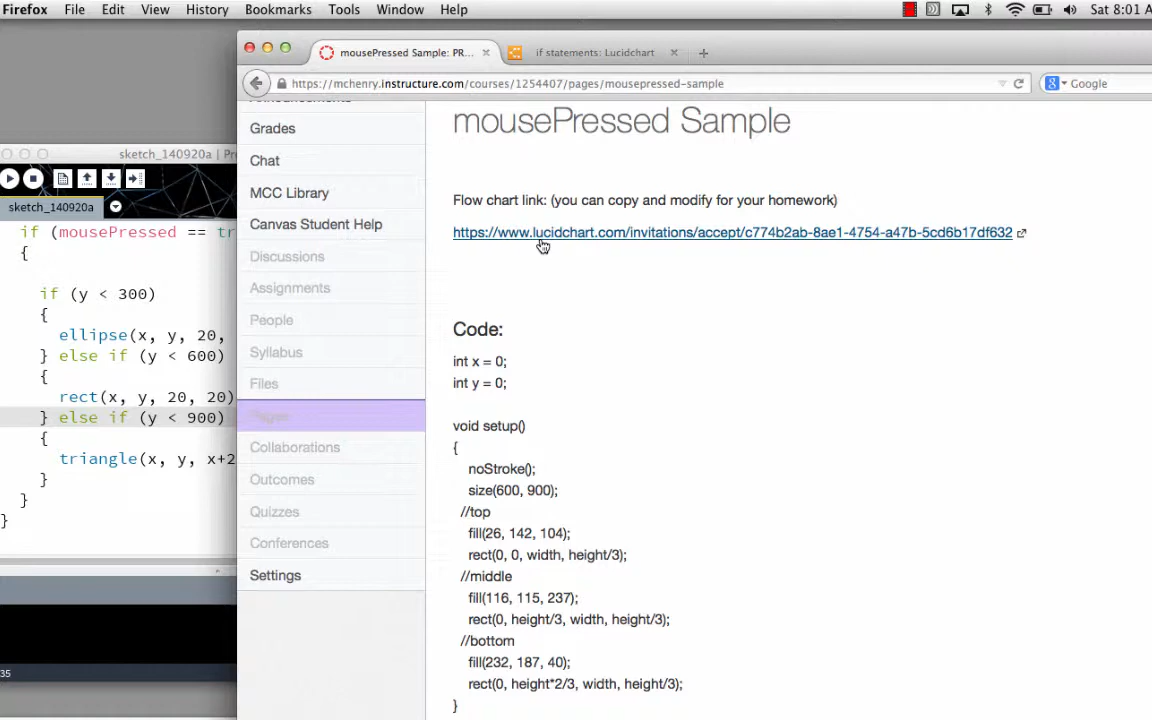 Firefox File Edit View History Bookmarks Tools Window Help Sat 8:01 A
mousePressed Sample: PR... × if statements: Lucidchart × +
https://mchenry.instructure.com/courses/1254407/pages/mousepressed-sample
Google
sketch_140920a | Pr
sketch_140920a
if (mousePressed == tr
{
if (y < 300)
{
ellipse(x, y, 20,
} else if (y < 600)
{
rect(x, y, 20, 20)
} else if (y < 900)
{
triangle(x, y, x+2
}
}
}
35
Announcements
Grades
Chat
MCC Library
Canvas Student Help
Discussions
Assignments
People
Syllabus
Files
Pages
Collaborations
Outcomes
Quizzes
Conferences
Settings
mousePressed Sample
Flow chart link: (you can copy and modify for your homework)
https://www.lucidchart.com/invitations/accept/c774b2ab-8ae1-4754-a47b-5cd6b17df632
Code:
int x = 0;
int y = 0;
void setup()
{
noStroke();
size(600, 900);
//top
fill(26, 142, 104);
rect(0, 0, width, height/3);
//middle
fill(116, 115, 237);
rect(0, height/3, width, height/3);
//bottom
fill(232, 187, 40);
rect(0, height*2/3, width, height/3);
}